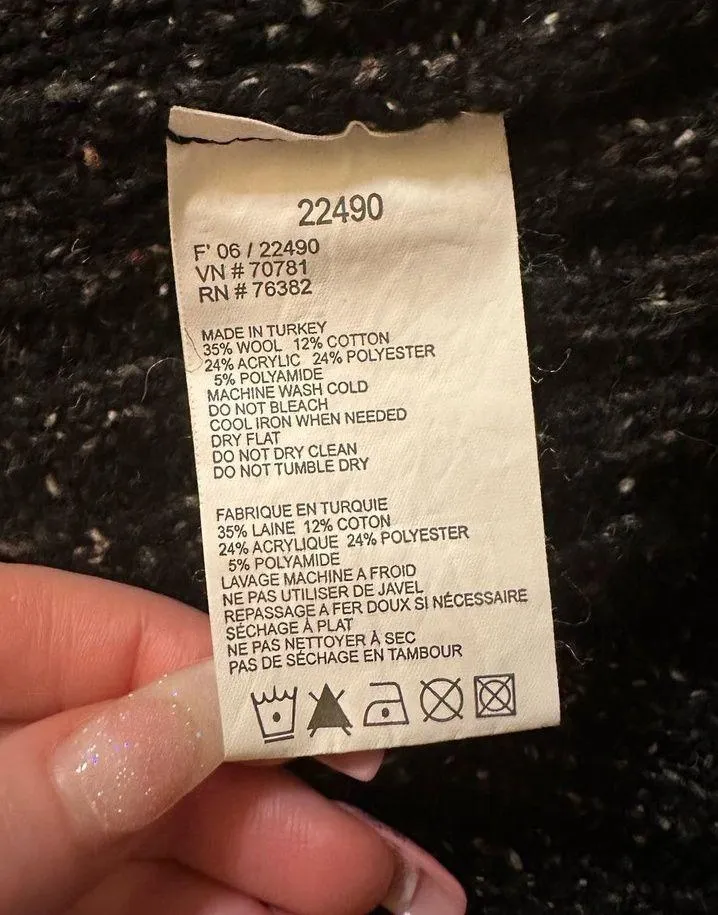 22490
F' 06 / 22490
VN # 70781
RN # 76382
MADE IN TURKEY
35% WOOL 12% COTTON
24% ACRYLIC 24% POLYESTER
5% POLYAMIDE
MACHINE WASH COLD
DO NOT BLEACH
COOL IRON WHEN NEEDED
DRY FLAT
DO NOT DRY CLEAN
DO NOT TUMBLE DRY
FABRIQUE EN TURQUIE
35% LAINE 12% COTON
24% ACRYLIQUE 24% POLYESTER
5% POLYAMIDE
LAVAGE MACHINE A FROID
NE PAS UTILISER DE JAVEL
REPASSAGE A FER DOUX SI NÉCESSAIRE
SÉCHAGE À PLAT
NE PAS NETTOYER À SEC
PAS DE SÉCHAGE EN TAMBOUR